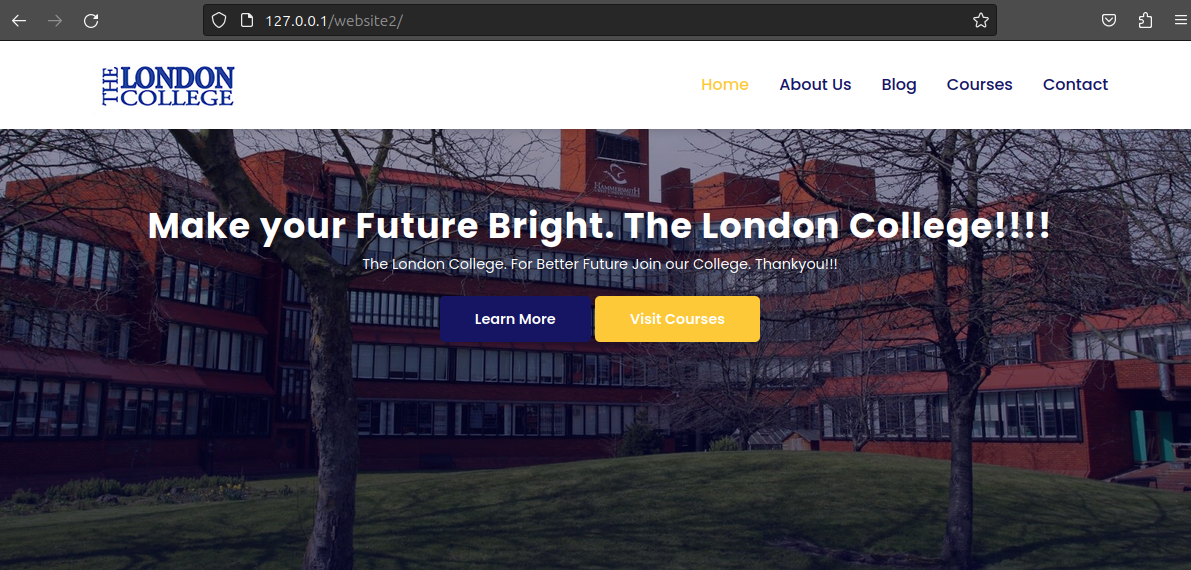 127.0.0.1/website2/
THE LONDON COLLEGE
Home About Us Blog Courses Contact
HAMMERSMITH
Make your Future Bright. The London College!!!!
The London College. For Better Future Join our College. Thankyou!!!
Learn More Visit Courses